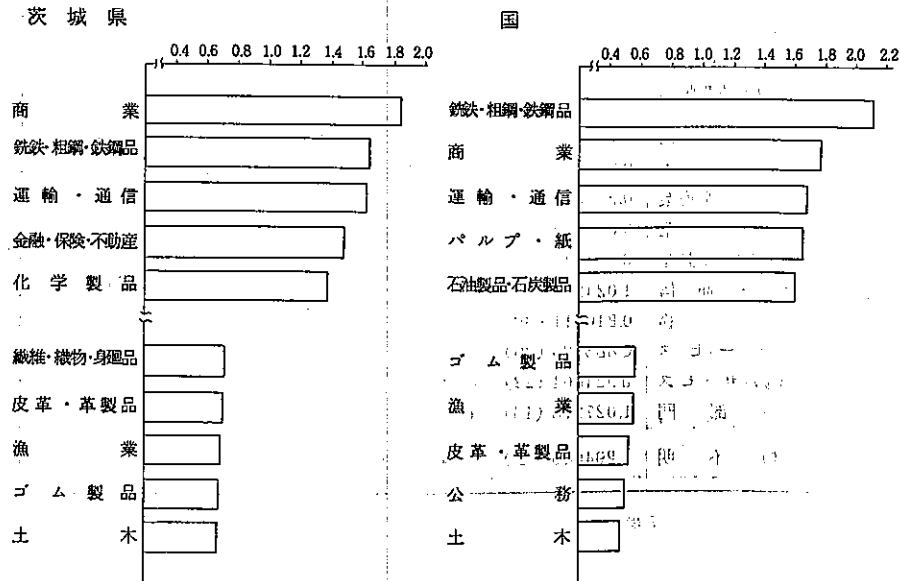 茨城県
0.4 0.6 0.8 1.0 1.2 1.4 1.6 1.8 2.0
商業
銑鉄・粗鋼・鉄鋼品
運輸・通信
金融・保険・不動産
化学製品
繊維・織物・身廻品
皮革・革製品
漁業
ゴム製品
土木
国
0.4 0.6 0.8 1.0 1.2 1.4 1.6 1.8 2.0 2.2
銑鉄・粗鋼・鉄鋼品
商業
運輸・通信
パルプ・紙
石油製品・石炭製品
ゴム製品
漁業
皮革・革製品
公務
土木